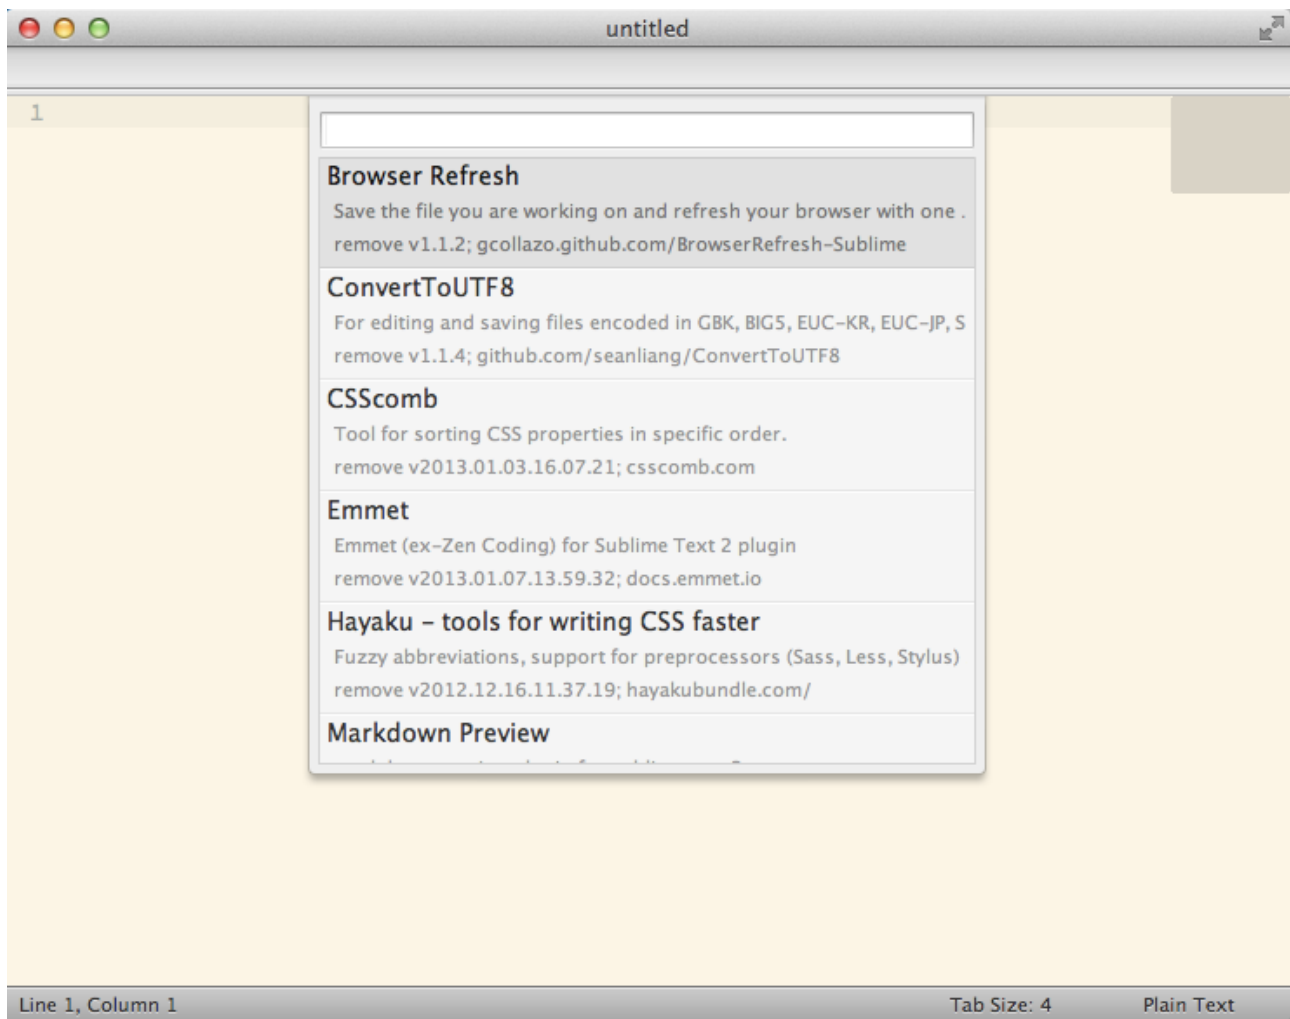 untitled
1
Browser Refresh
Save the file you are working on and refresh your browser with one .
remove v1.1.2; gcollazo.github.com/BrowserRefresh-Sublime
ConvertToUTF8
For editing and saving files encoded in GBK, BIG5, EUC-KR, EUC-JP, S
remove v1.1.4; github.com/seanliang/ConvertToUTF8
CSScomb
Tool for sorting CSS properties in specific order.
remove v2013.01.03.16.07.21; csscomb.com
Emmet
Emmet (ex-Zen Coding) for Sublime Text 2 plugin
remove v2013.01.07.13.59.32; docs.emmet.io
Hayaku – tools for writing CSS faster
Fuzzy abbreviations, support for preprocessors (Sass, Less, Stylus)
remove v2012.12.16.11.37.19; hayakubundle.com/
Markdown Preview
Line 1, Column 1
Tab Size: 4
Plain Text